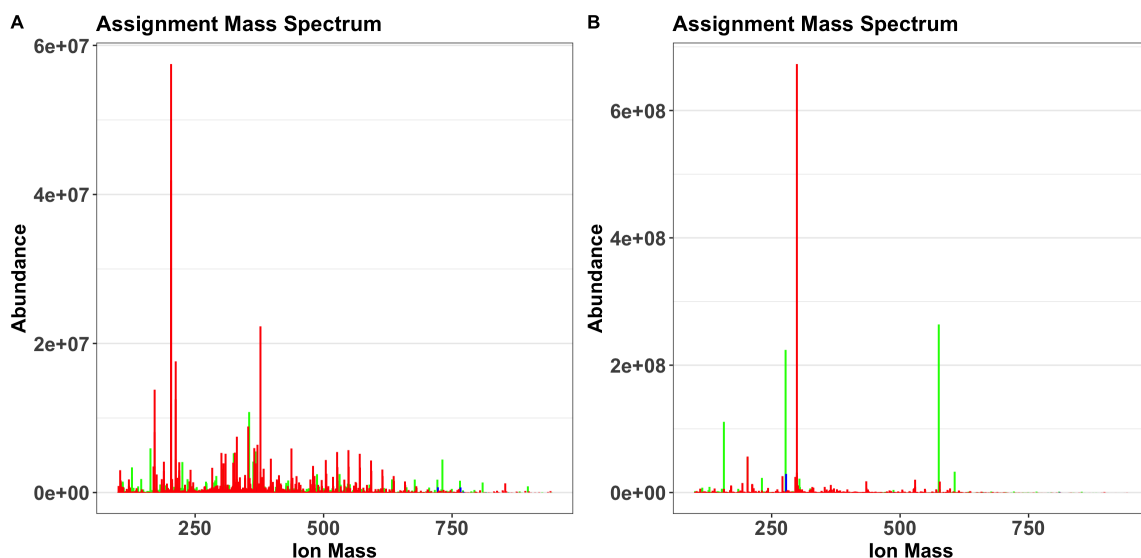 A
Assignment Mass Spectrum
6e+07
4e+07
2e+07
0e+00
Abundance
250
500
750
Ion Mass
B
Assignment Mass Spectrum
6e+08
4e+08
2e+08
0e+00
Abundance
250
500
750
Ion Mass